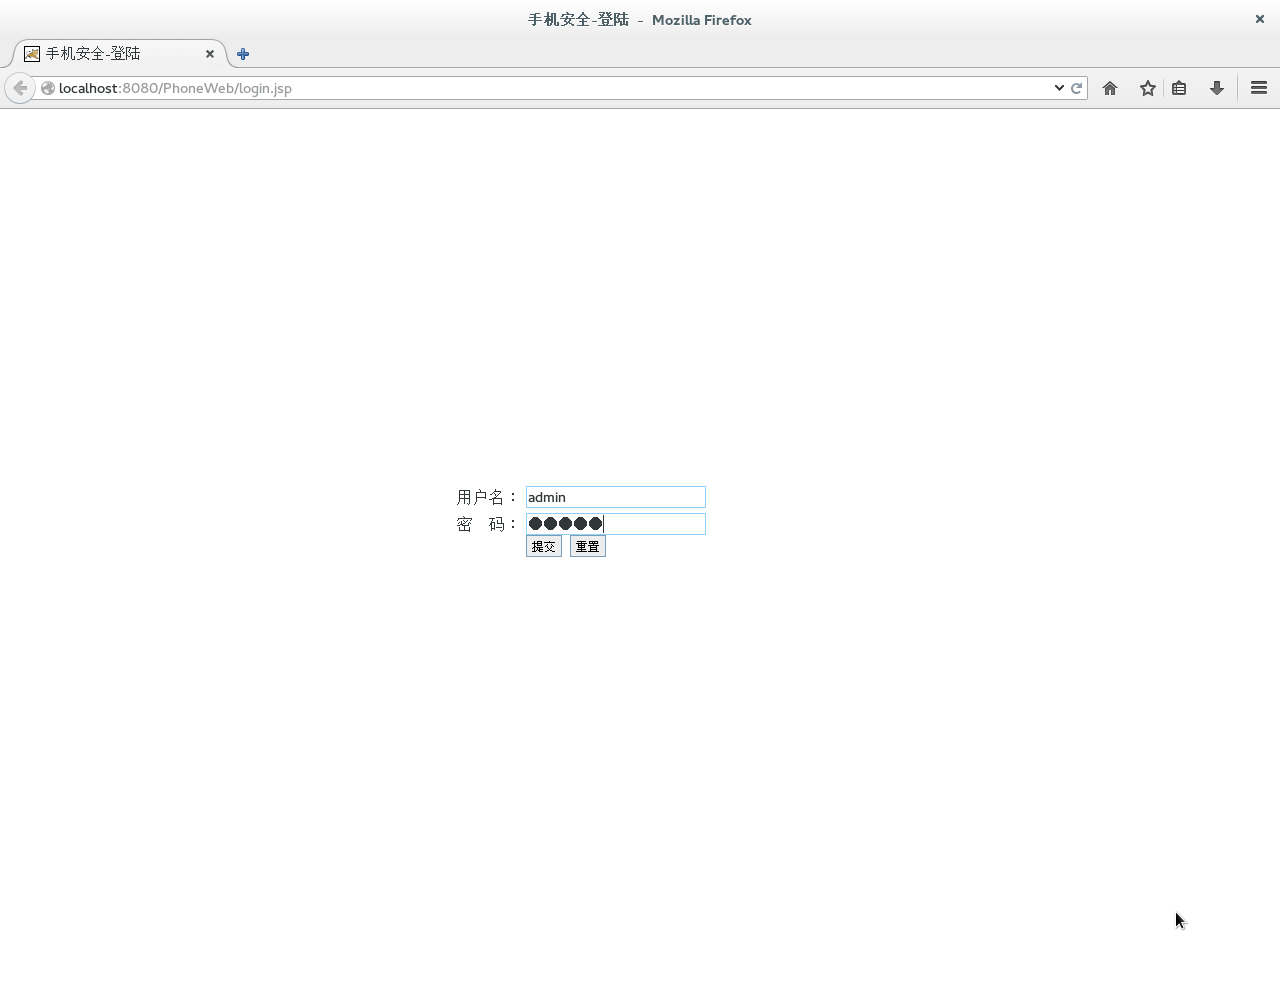 手机安全-登陆 - Mozilla Firefox
手机安全-登陆
localhost:8080/PhoneWeb/login.jsp
用户名： admin
密 码： ●●●●●
提交 重置